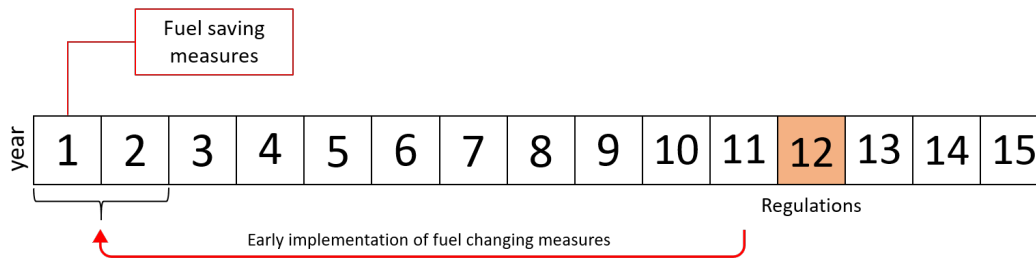 Fuel saving
measures
year 1 2 3 4 5 6 7 8 9 10 11 12 13 14 15
Regulations
Early implementation of fuel changing measures